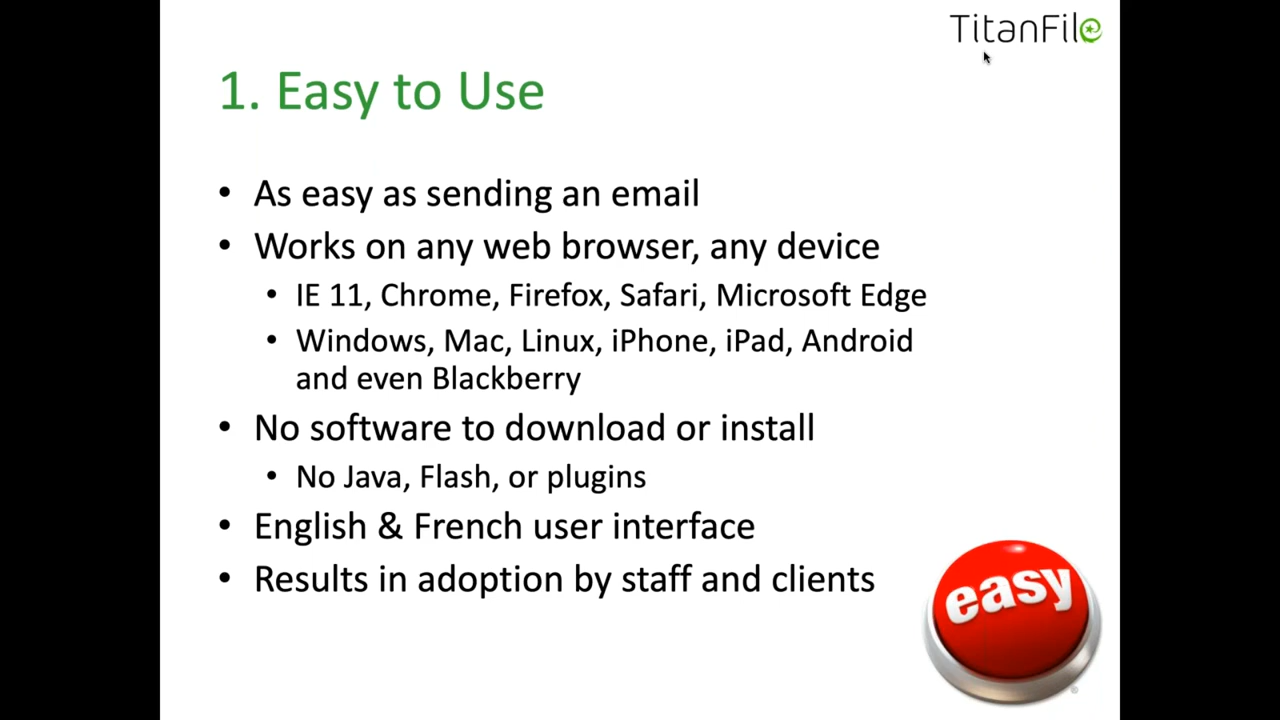 TitanFile
1. Easy to Use
• As easy as sending an email
• Works on any web browser, any device
• IE 11, Chrome, Firefox, Safari, Microsoft Edge
• Windows, Mac, Linux, iPhone, iPad, Android
and even Blackberry
• No software to download or install
• No Java, Flash, or plugins
• English & French user interface
• Results in adoption by staff and clients
easy
®